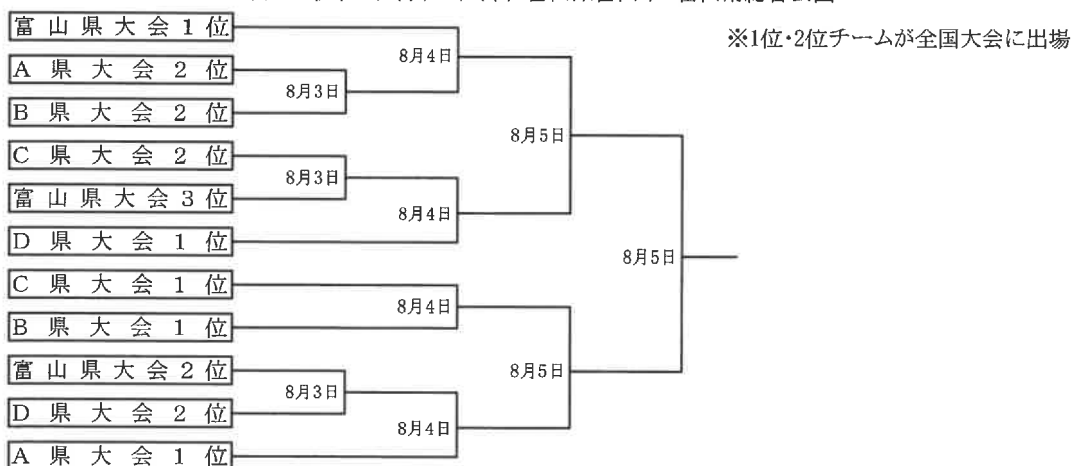 富山県大会1位
※1位・2位チームが全国大会に出場
8月4日
A県大会2位
8月3日
B県大会2位
8月5日
C県大会2位
8月3日
富山県大会3位
8月4日
D県大会1位
8月5日
C県大会1位
8月4日
B県大会1位
富山県大会2位
8月5日
8月3日
D県大会2位
8月4日
A県大会1位